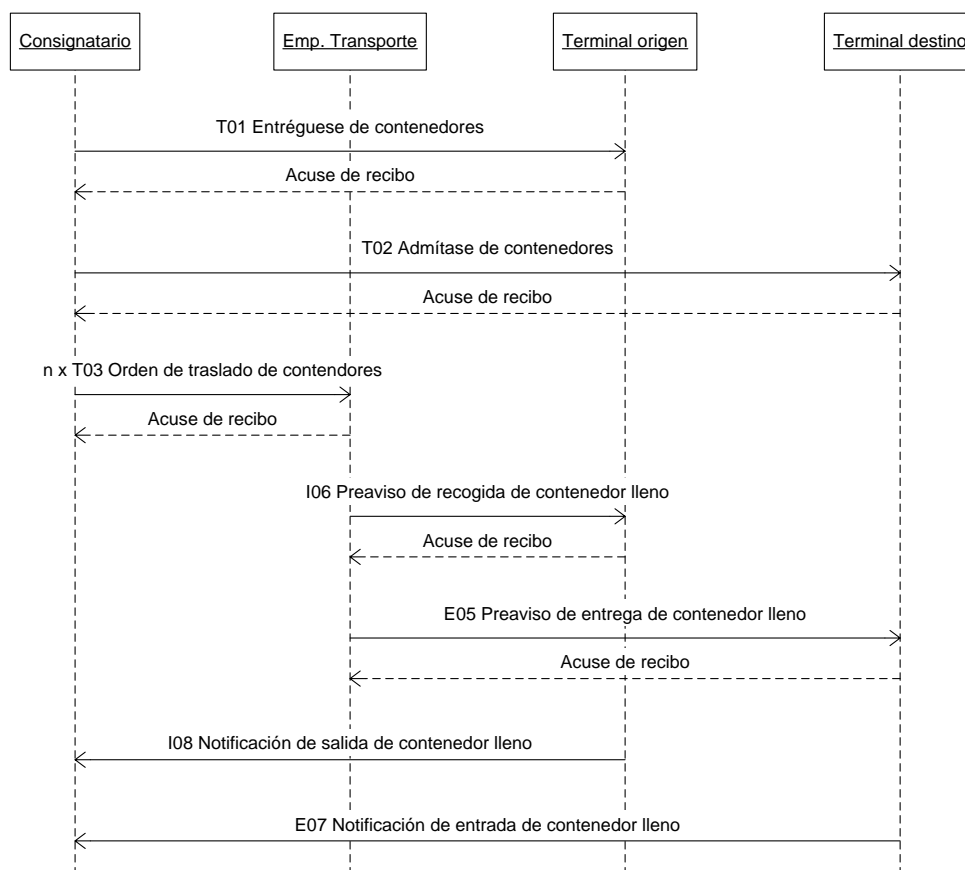 Consignatario
Emp. Transporte
Terminal origen
Terminal destino
T01 Entréguese de contenedores
Acuse de recibo
T02 Admítase de contenedores
Acuse de recibo
n x T03 Orden de traslado de contendores
Acuse de recibo
I06 Preaviso de recogida de contenedor lleno
Acuse de recibo
E05 Preaviso de entrega de contenedor lleno
Acuse de recibo
I08 Notificación de salida de contenedor lleno
E07 Notificación de entrada de contenedor lleno